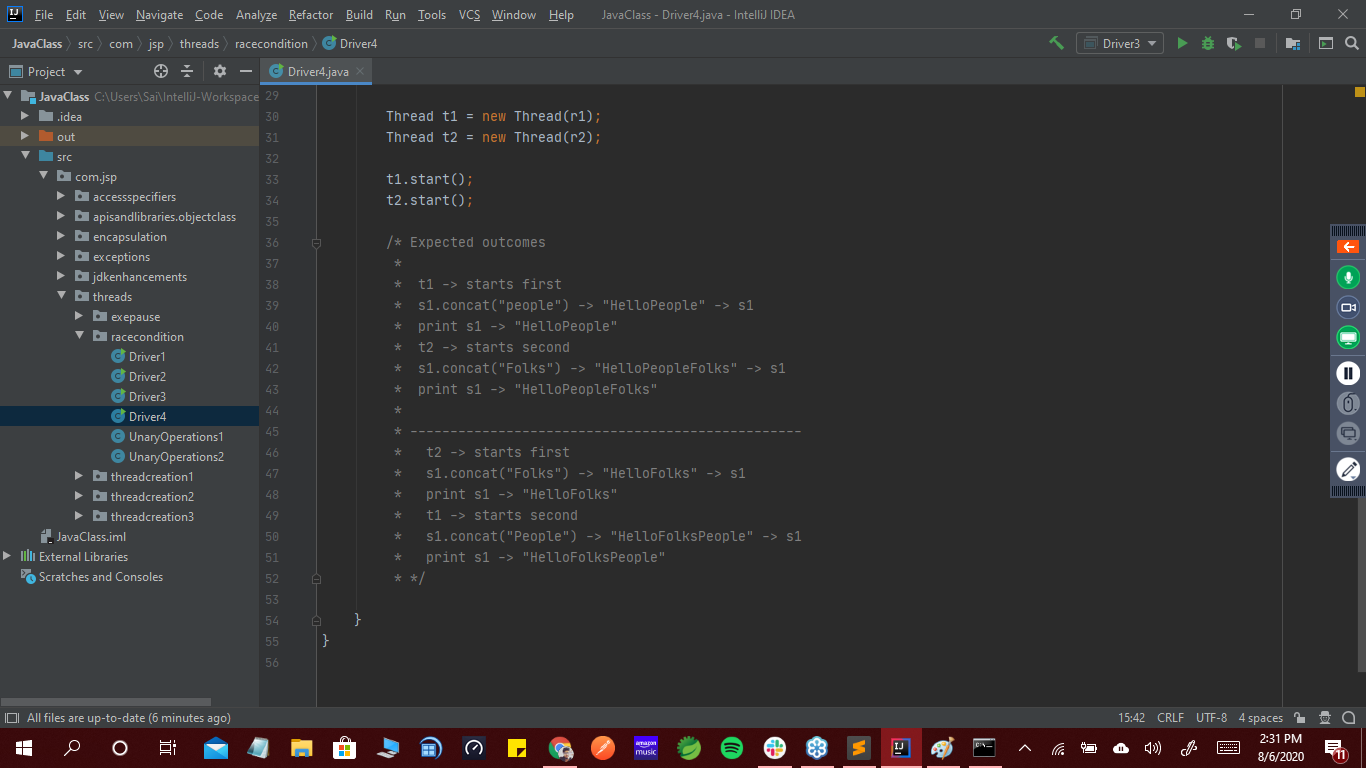 File Edit View Navigate Code Analyze Refactor Build Run Tools VCS Window Help JavaClass - Driver4.java - IntelliJ IDEA
JavaClass src com jsp threads racecondition Driver4 Driver3
Project
Driver4.java
JavaClass C:\Users\Sai\IntelliJ-Workspace
.idea
out
src
com.jsp
accessspecifiers
apisandlibraries.objectclass
encapsulation
exceptions
jdkenhancements
threads
exepause
racecondition
Driver1
Driver2
Driver3
Driver4
UnaryOperations1
UnaryOperations2
threadcreation1
threadcreation2
threadcreation3
JavaClass.iml
External Libraries
Scratches and Consoles
29
30 Thread t1 = new Thread(r1);
31 Thread t2 = new Thread(r2);
32
33 t1.start();
34 t2.start();
35
36 /* Expected outcomes
37 *
38 * t1 -> starts first
39 * s1.concat("people") -> "HelloPeople" -> s1
40 * print s1 -> "HelloPeople"
41 * t2 -> starts second
42 * s1.concat("Folks") -> "HelloPeopleFolks" -> s1
43 * print s1 -> "HelloPeopleFolks"
44 *
45 * -------------------------------------------------
46 * t2 -> starts first
47 * s1.concat("Folks") -> "HelloFolks" -> s1
48 * print s1 -> "HelloFolks"
49 * t1 -> starts second
50 * s1.concat("People") -> "HelloFolksPeople" -> s1
51 * print s1 -> "HelloFolksPeople"
52 * */
53
54 }
55 }
56
All files are up-to-date (6 minutes ago) 15:42 CRLF UTF-8 4 spaces
amazon music
2:31 PM
8/6/2020
11